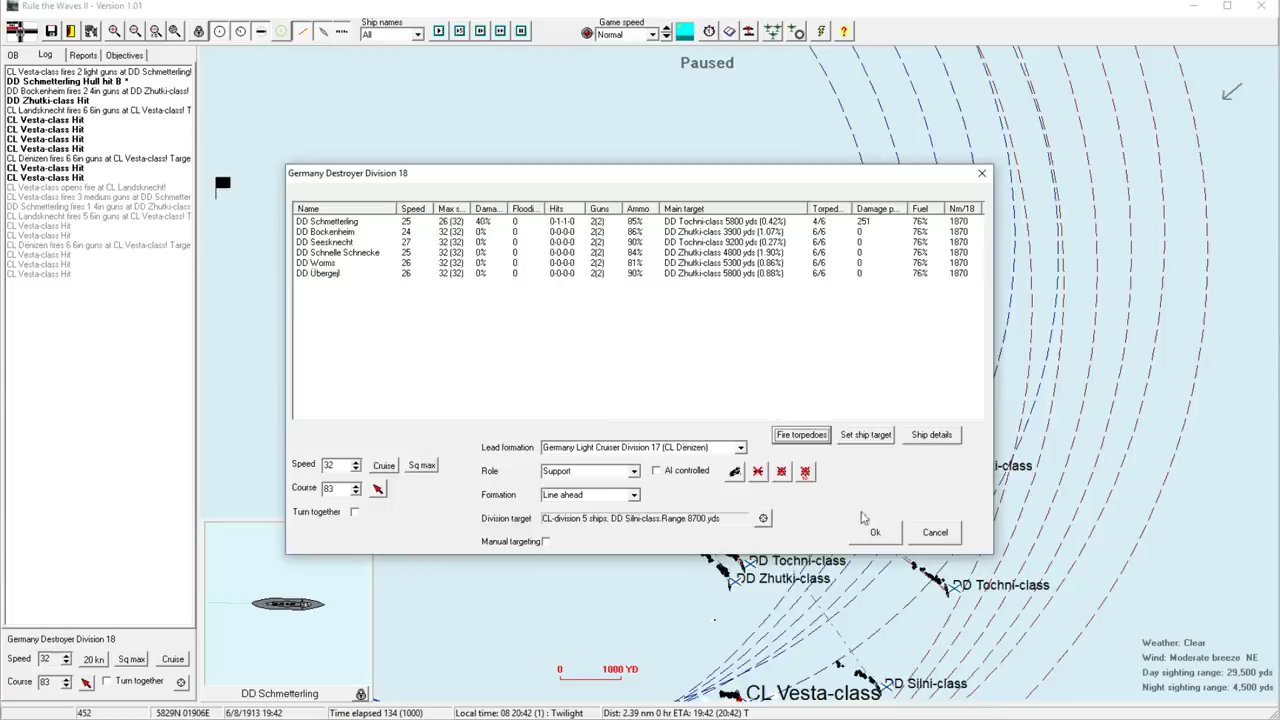 Rule the Waves II - Version 1.01
Ship names
All
Game speed
Normal
OB Log Reports Objectives
CL Vesta-class fires 2 light guns at DD Schmetterling!
DD Schmetterling Hull hit B *
DD Bockenheim fires 2 4in guns at DD Zhutki-class!
DD Zhutki-class Hit
CL Landsknecht fires 6 6in guns at CL Vesta-class! T
CL Vesta-class Hit
CL Vesta-class Hit
CL Vesta-class Hit
CL Denizen fires 6 6in guns at CL Vesta-class! Targe
CL Vesta-class Hit
CL Vesta-class Hit
CL Vesta-class opens fire at CL Landsknecht!
CL Vesta-class fires 3 medium guns at DD Schmetter
DD Schmetterling fires 1 4in guns at DD Zhutki-class
CL Landsknecht fires 5 6in guns at CL Vesta-class! T
CL Vesta-class Hit
CL Vesta-class Hit
CL Denizen fires 6 6in guns at CL Vesta-class! Targe
CL Vesta-class Hit
CL Vesta-class Hit
CL Vesta-class Hit
Paused
Germany Destroyer Division 18
Name Speed Max s... Dama... Floodi... Hits Guns Ammo Main target Torped... Damage p... Fuel Nm/18
DD Schmetterling 25 26 (32) 40% 0 0-1-1-0 2(2) 85% DD Tochni-class 5800 yds (0.42%) 4/6 251 76% 1870
DD Bockenheim 24 32 (32) 0% 0 0-0-0-0 2(2) 86% DD Zhutki-class 3900 yds (1.07%) 6/6 0 76% 1870
DD Seesknecht 27 32 (32) 0% 0 0-0-0-0 2(2) 90% DD Tochni-class 9200 yds (0.27%) 6/6 0 76% 1870
DD Schnelle Schnecke 25 32 (32) 0% 0 0-0-0-0 2(2) 84% DD Zhutki-class 4800 yds (1.90%) 6/6 0 76% 1870
DD Worms 26 32 (32) 0% 0 0-0-0-0 2(2) 81% DD Zhutki-class 5300 yds (0.86%) 6/6 0 76% 1870
DD Übergejl 26 32 (32) 0% 0 0-0-0-0 2(2) 90% DD Zhutki-class 5800 yds (0.88%) 6/6 0 76% 1870
Fire torpedoes Set ship target Ship details
Lead formation Germany Light Cruiser Division 17 (CL Denizen)
Speed 32 Cruise Sq max
Role Support AI controlled
Course 83
Formation Line ahead
Turn together
Division target CL-division 5 ships. DD Silni-class.Range 8700 yds
Manual targeting
Ok Cancel
i-class
DD Tochni-class
DD Zhutki-class
DD Tochni-class
CL Vesta-class
DD Silni-class
0 1000 YD
Weather: Clear
Wind: Moderate breeze NE
Day sighting range: 29,500 yds
Night sighting range: 4,500 yds
Germany Destroyer Division 18
Speed 32 20 kn Sq max Cruise
Course 83 Turn together
DD Schmetterling
452 5829N 01906E 6/8/1913 19:42 Time elapsed 134 (1000) Local time: 08 20:42 (1) : Twilight Dist: 2.39 nm 0 hr ETA: 19:42 (20:42) T